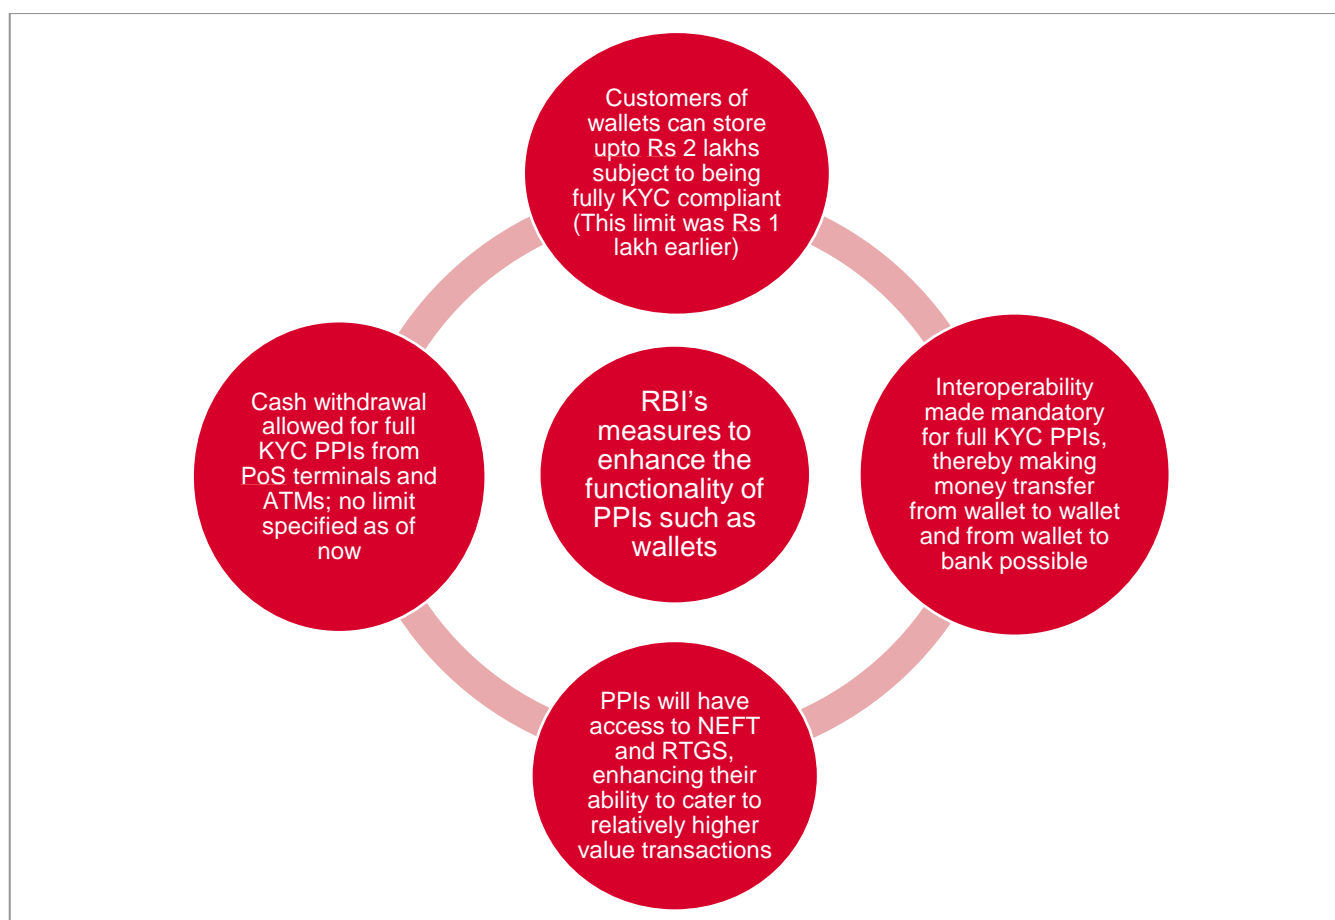 Customers of
wallets can store
upto Rs 2 lakhs
subject to being
fully KYC compliant
(This limit was Rs 1
lakh earlier)
Cash withdrawal
allowed for full
KYC PPIs from
PoS terminals and
ATMs; no limit
specified as of
now
RBI’s
measures to
enhance the
functionality of
PPIs such as
wallets
Interoperability
made mandatory
for full KYC PPIs,
thereby making
money transfer
from wallet to wallet
and from wallet to
bank possible
PPIs will have
access to NEFT
and RTGS,
enhancing their
ability to cater to
relatively higher
value transactions